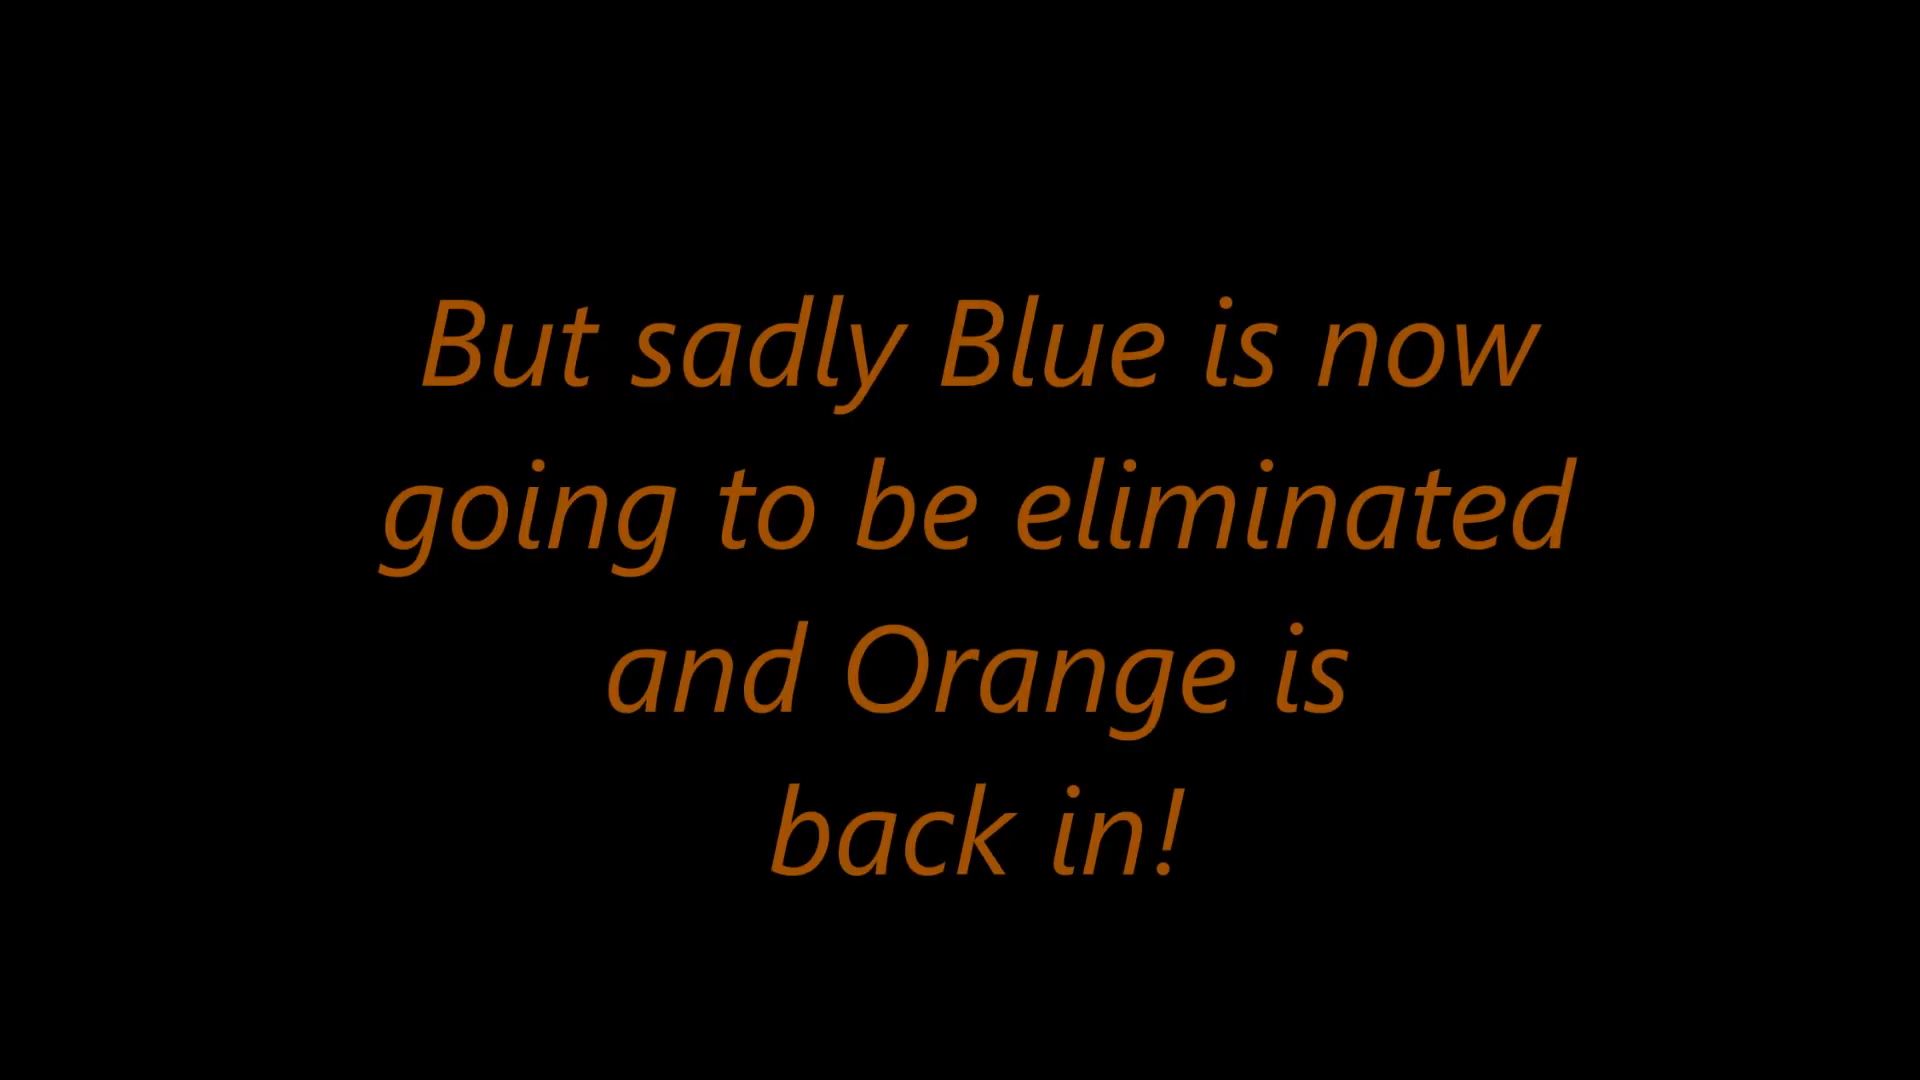 But sadly Blue is now
going to be eliminated
and Orange is
back in!